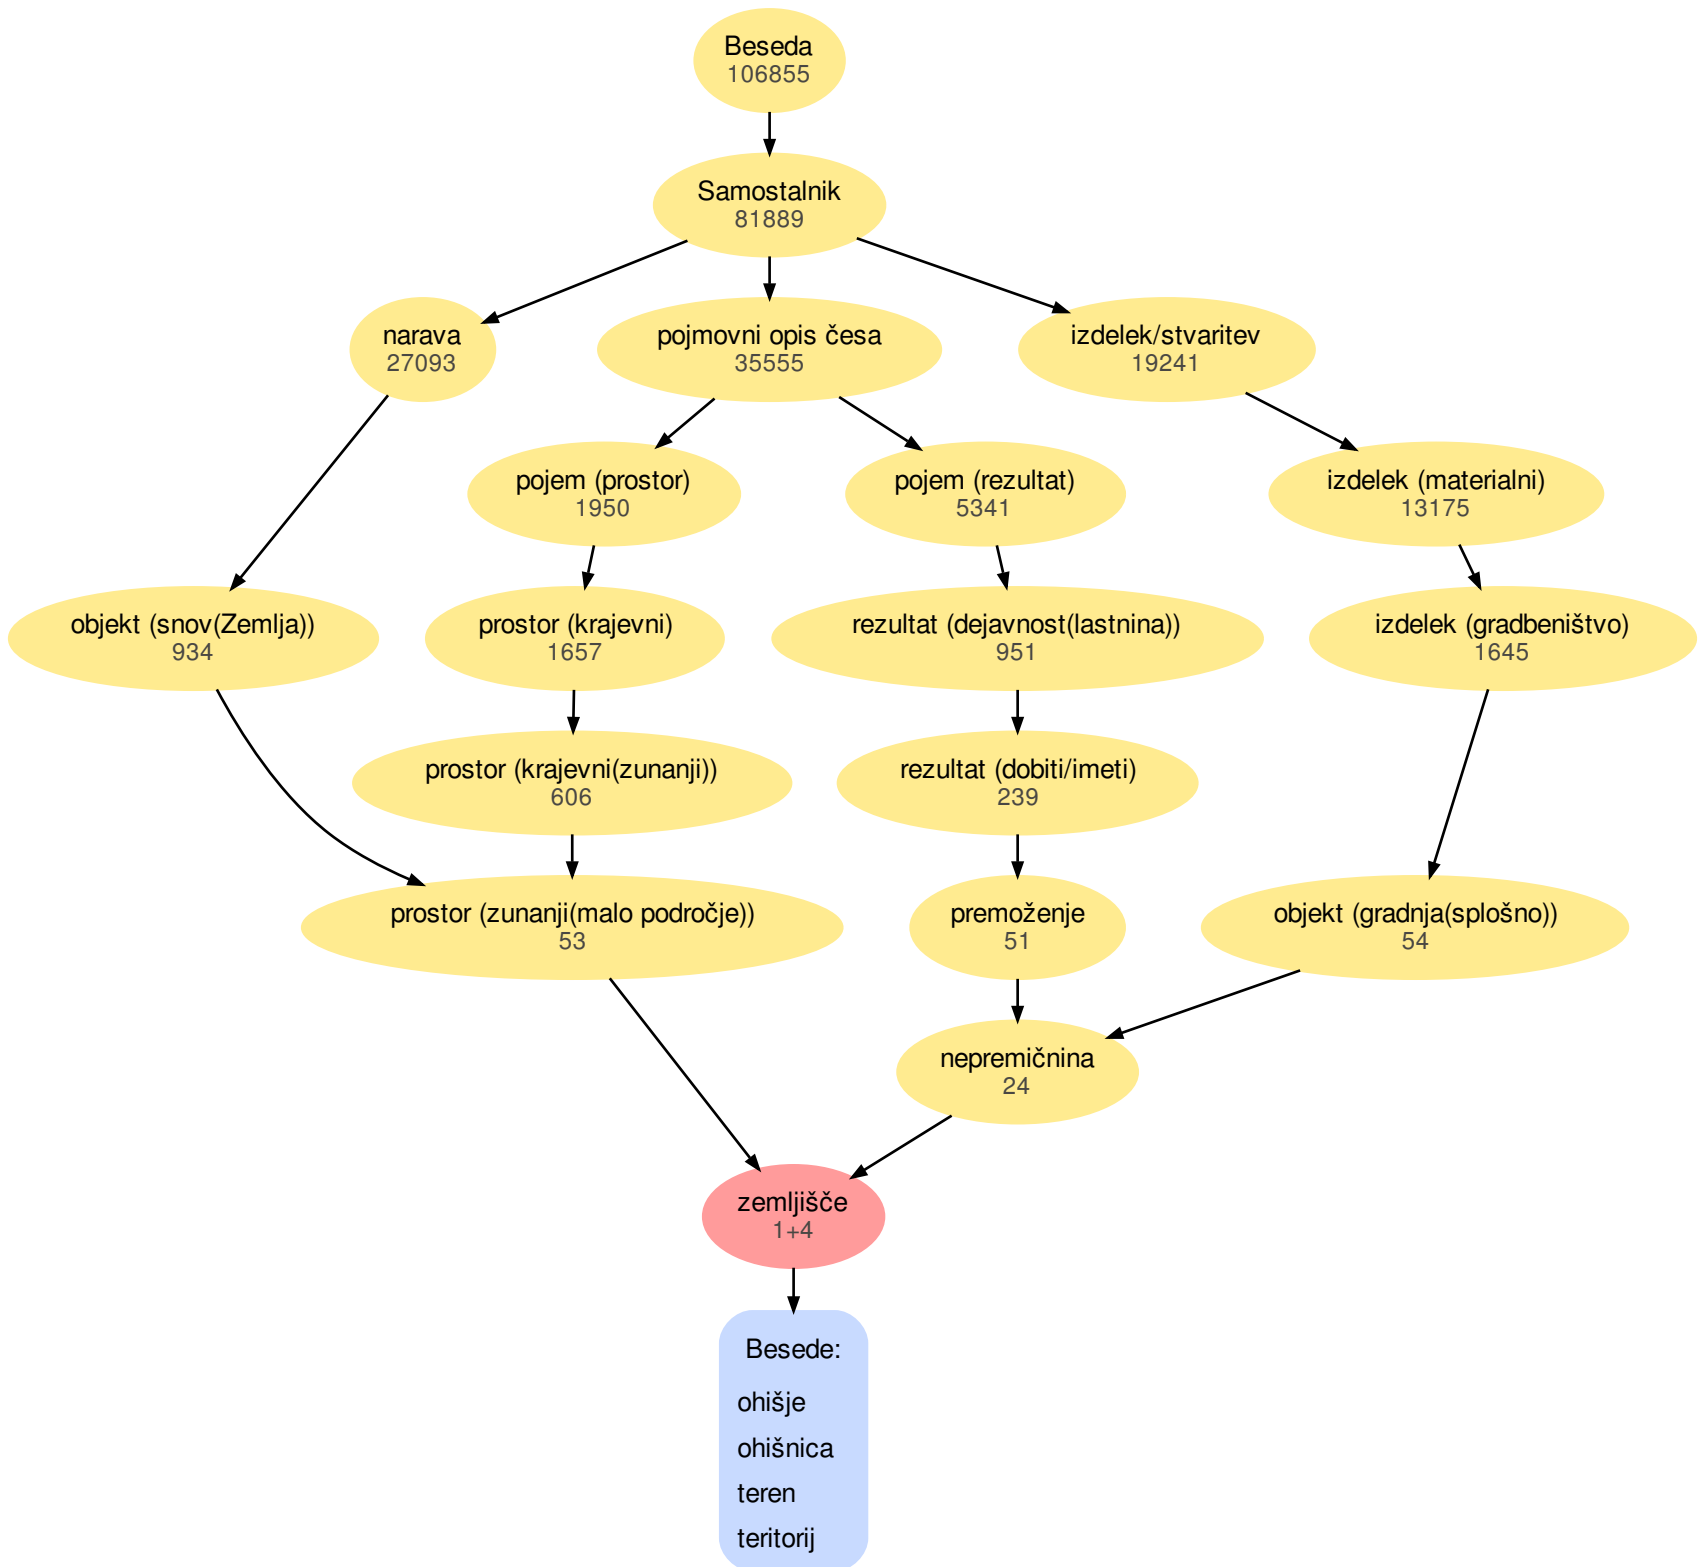 Beseda
106855
Samostalnik
81889
narava
27093
pojmovni opis česa
35555
izdelek/stvaritev
19241
pojem (prostor)
1950
pojem (rezultat)
5341
izdelek (materialni)
13175
objekt (snov(Zemlja))
934
prostor (krajevni)
1657
rezultat (dejavnost(lastnina))
951
izdelek (gradbeništvo)
1645
prostor (krajevni(zunanji))
606
rezultat (dobiti/imeti)
239
prostor (zunanji(malo področje))
53
premoženje
51
objekt (gradnja(splošno))
54
nepremičnina
24
zemljišče
1+4
Besede:
ohišje
ohišnica
teren
teritorij